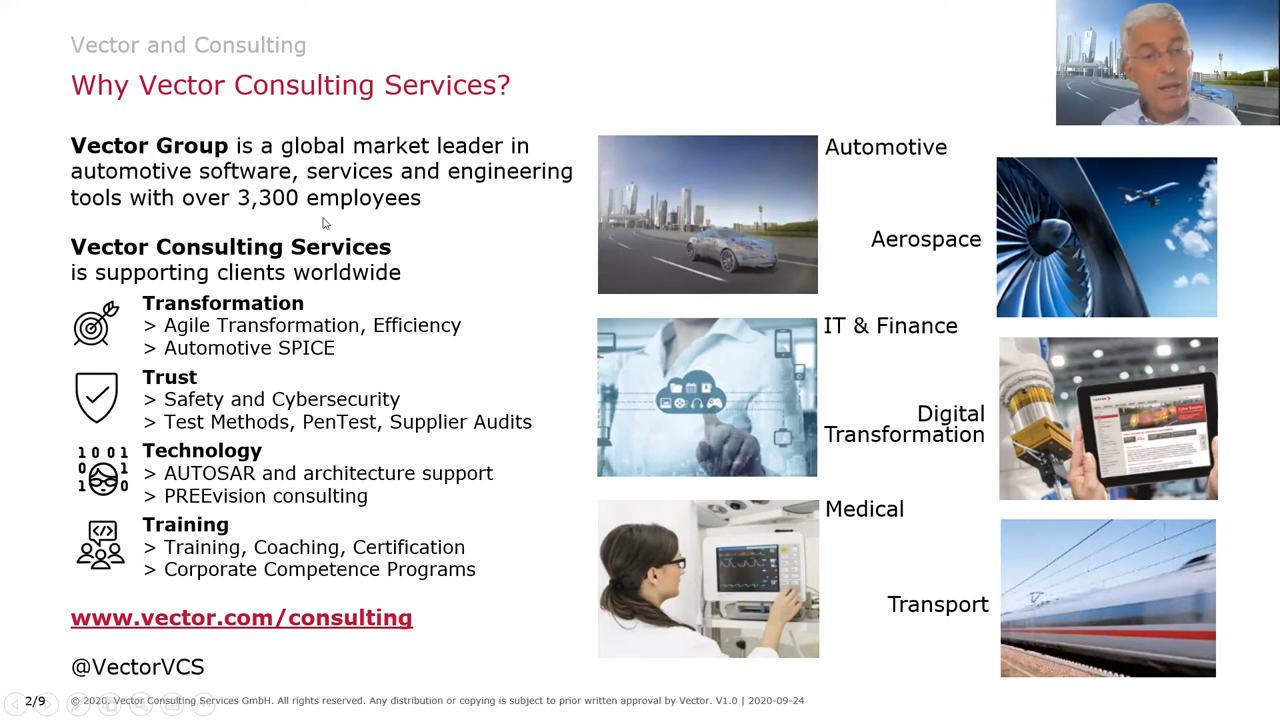 Vector and Consulting
Why Vector Consulting Services?
Vector Group is a global market leader in
automotive software, services and engineering
tools with over 3,300 employees
Vector Consulting Services
is supporting clients worldwide
Transformation
> Agile Transformation, Efficiency
> Automotive SPICE
Trust
> Safety and Cybersecurity
> Test Methods, PenTest, Supplier Audits
1 0 0 1
0 1
1 0
Technology
> AUTOSAR and architecture support
> PREEvision consulting
</>
Training
> Training, Coaching, Certification
> Corporate Competence Programs
www.vector.com/consulting
@VectorVCS
Automotive
Aerospace
IT & Finance
Digital
Transformation
Medical
Transport
2/9
© 2020. Vector Consulting Services GmbH. All rights reserved. Any distribution or copying is subject to prior written approval by Vector. V1.0 | 2020-09-24